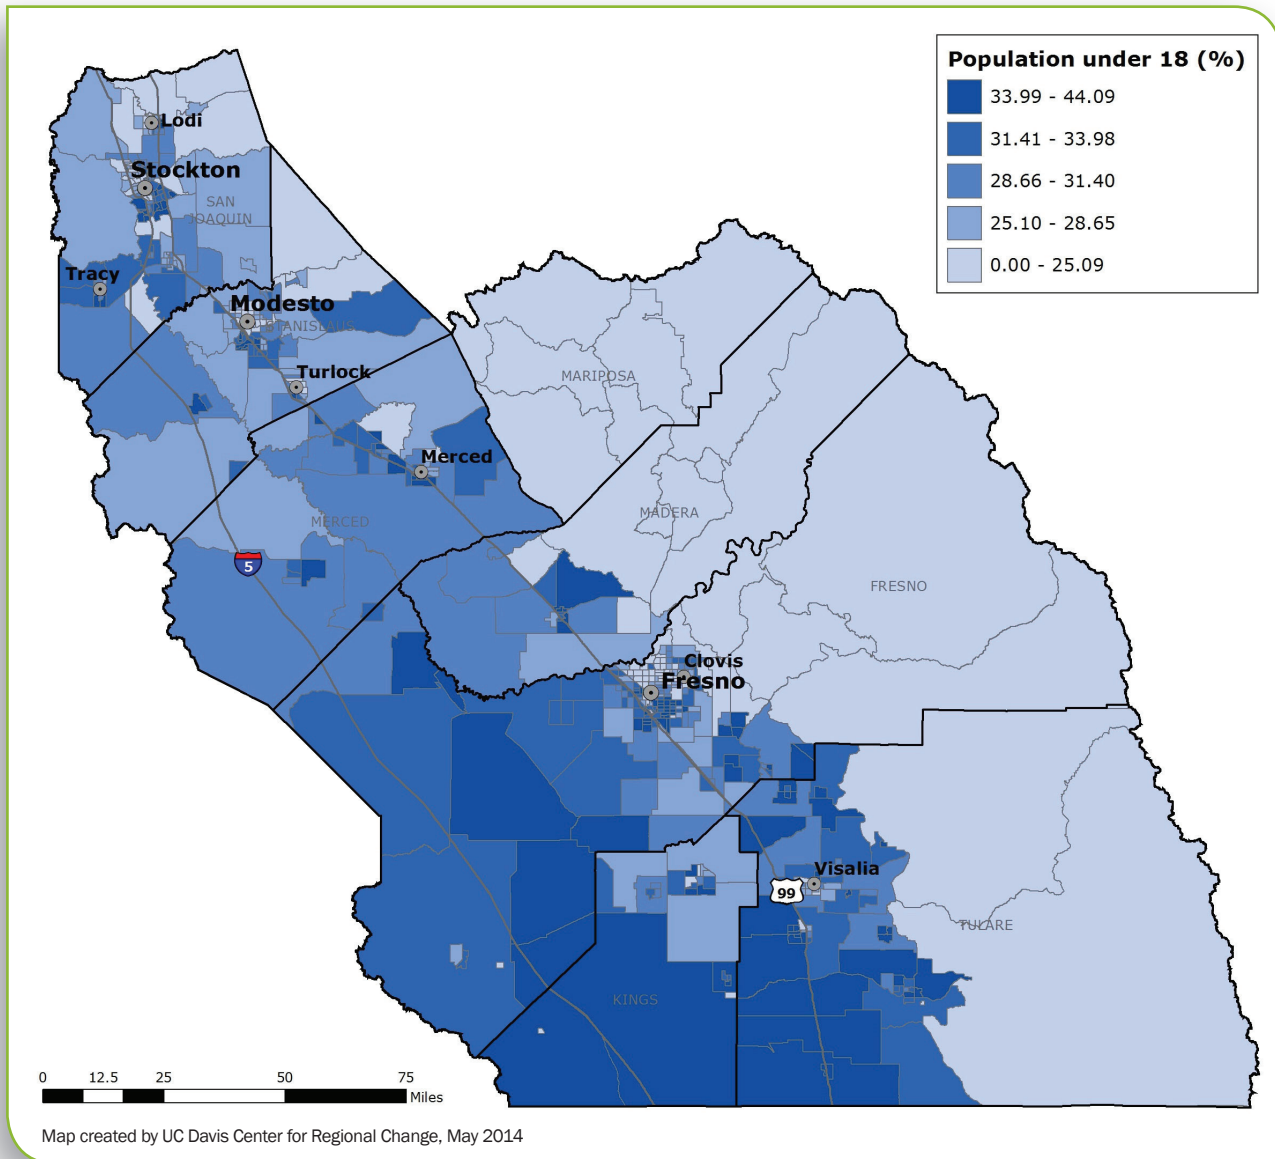 Population under 18 (%)
33.99 - 44.09
31.41 - 33.98
28.66 - 31.40
25.10 - 28.65
0.00 - 25.09
Lodi
Stockton
SAN
JOAQUIN
Tracy
Modesto
STANISLAUS
Turlock
MARIPOSA
Merced
MERCED
MADERA
5
FRESNO
Clovis
Fresno
Visalia
99
TULARE
KINGS
0 12.5 25 50 75
Miles
Map created by UC Davis Center for Regional Change, May 2014